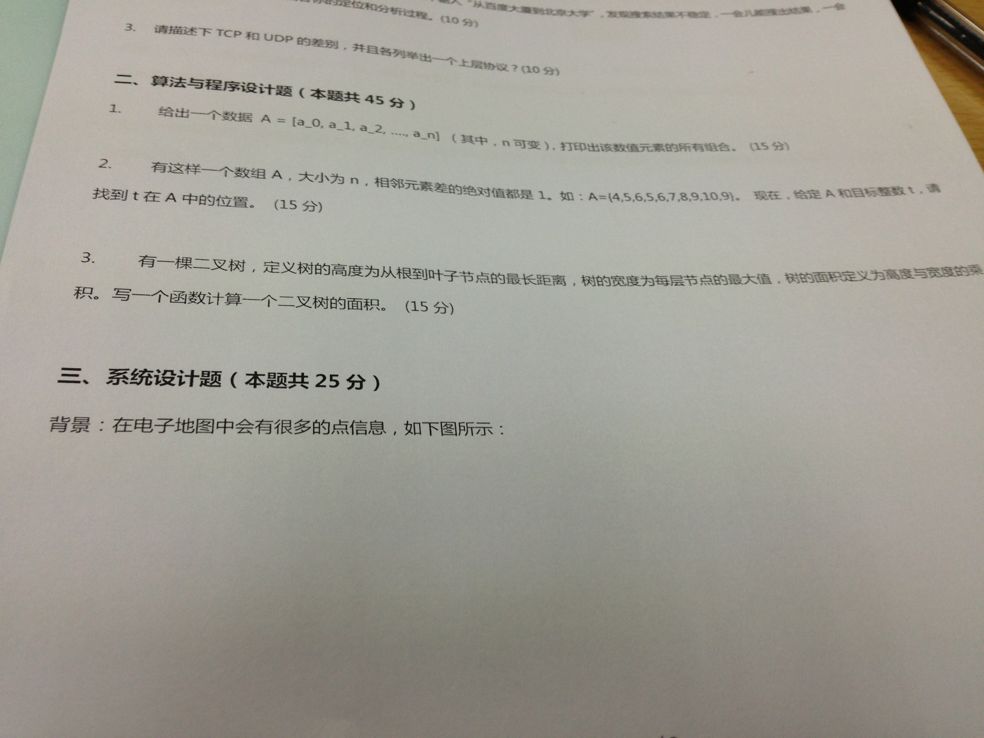 输入“从百度大厦到北京大学”，发现搜索结果不稳定，一会儿能搜出结果，一会
你的定位和分析过程。(10 分)
3. 请描述下 TCP 和 UDP 的差别，并且各列举出一个上层协议？(10 分)
二、算法与程序设计题（本题共 45 分）
1. 给出一个数据 A = [a_0, a_1, a_2, ...., a_n] （其中，n 可变），打印出该数值元素的所有组合。 (15 分)
2. 有这样一个数组 A，大小为 n，相邻元素差的绝对值都是 1。如：A={4,5,6,5,6,7,8,9,10,9}。 现在，给定 A 和目标整数 t，请
找到 t 在 A 中的位置。 (15 分)
3. 有一棵二叉树，定义树的高度为从根到叶子节点的最长距离，树的宽度为每层节点的最大值，树的面积定义为高度与宽度的乘
积。写一个函数计算一个二叉树的面积。 (15 分)
三、系统设计题（本题共 25 分）
背景：在电子地图中会有很多的点信息，如下图所示：